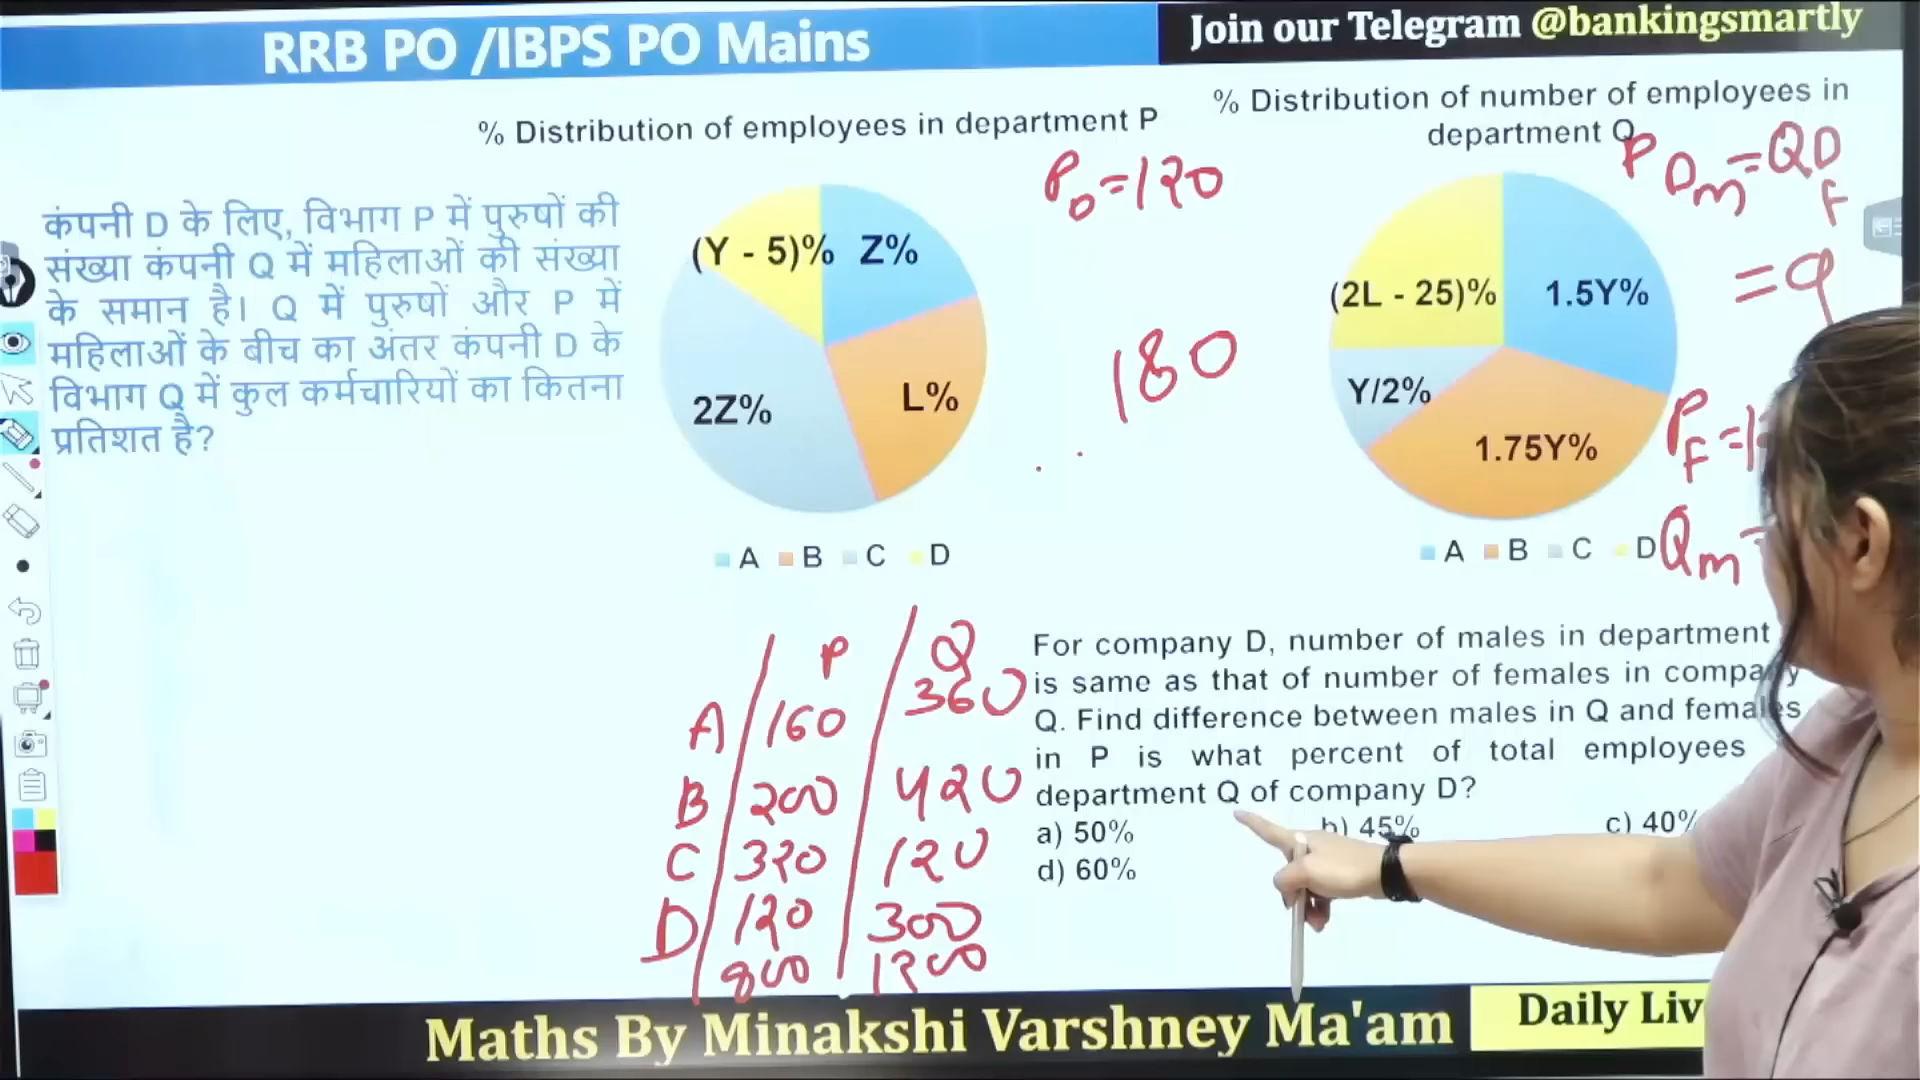 RRB PO /IBPS PO Mains
Join our Telegram @bankingsmartly
% Distribution of employees in department P
% Distribution of number of employees in
department Q
कंपनी D के लिए, विभाग P में पुरुषों की
संख्या कंपनी Q में महिलाओं की संख्या
के समान है। Q में पुरुषों और P में
महिलाओं के बीच का अंतर कंपनी D के
विभाग Q में कुल कर्मचारियों का कितना
प्रतिशत है?
(Y - 5)%
Z%
L%
2Z%
A B C D
P D = 120
180
(2L - 25)%
1.5Y%
Y/2%
1.75Y%
A B C D
P D m = Q D F
= a
P F = 1
Q m =
P Q
A 160 360
B 200 420
C 320 120
D 120 300
800 1200
For company D, number of males in department
is same as that of number of females in company
Q. Find difference between males in Q and females
in P is what percent of total employees
department Q of company D?
a) 50% b) 45% c) 40%
d) 60%
Maths By Minakshi Varshney Ma'am
Daily Liv